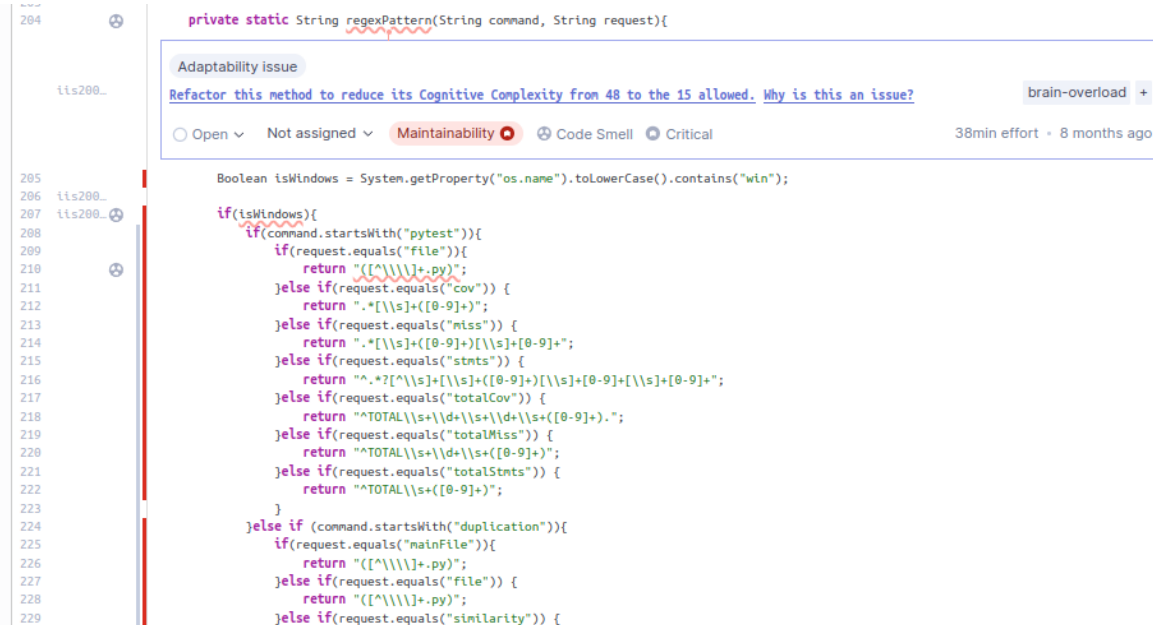 204 private static String regexPattern(String command, String request){
Adaptability issue
iis200…
Refactor this method to reduce its Cognitive Complexity from 48 to the 15 allowed. Why is this an issue?
brain-overload +
Open Not assigned Maintainability Code Smell Critical 38min effort • 8 months ago
205 Boolean isWindows = System.getProperty("os.name").toLowerCase().contains("win");
206 iis200…
207 iis200… if(isWindows){
208 if(command.startsWith("pytest")){
209 if(request.equals("file")){
210 return "([^\\\\]+.py)";
211 }else if(request.equals("cov")) {
212 return ".*[\\s]+([0-9]+)";
213 }else if(request.equals("miss")) {
214 return ".*[\\s]+([0-9]+)[\\s]+[0-9]+";
215 }else if(request.equals("stmts")) {
216 return "^.*?[^\\s]+[\\s]+([0-9]+)[\\s]+[0-9]+[\\s]+[0-9]+";
217 }else if(request.equals("totalCov")) {
218 return "^TOTAL\\s+\\d+\\s+\\d+\\s+([0-9]+).";
219 }else if(request.equals("totalMiss")) {
220 return "^TOTAL\\s+\\d+\\s+([0-9]+)";
221 }else if(request.equals("totalStmts")) {
222 return "^TOTAL\\s+([0-9]+)";
223 }
224 }else if (command.startsWith("duplication")){
225 if(request.equals("mainFile")){
226 return "([^\\\\]+.py)";
227 }else if(request.equals("file")) {
228 return "([^\\\\]+.py)";
229 }else if(request.equals("similarity")) {